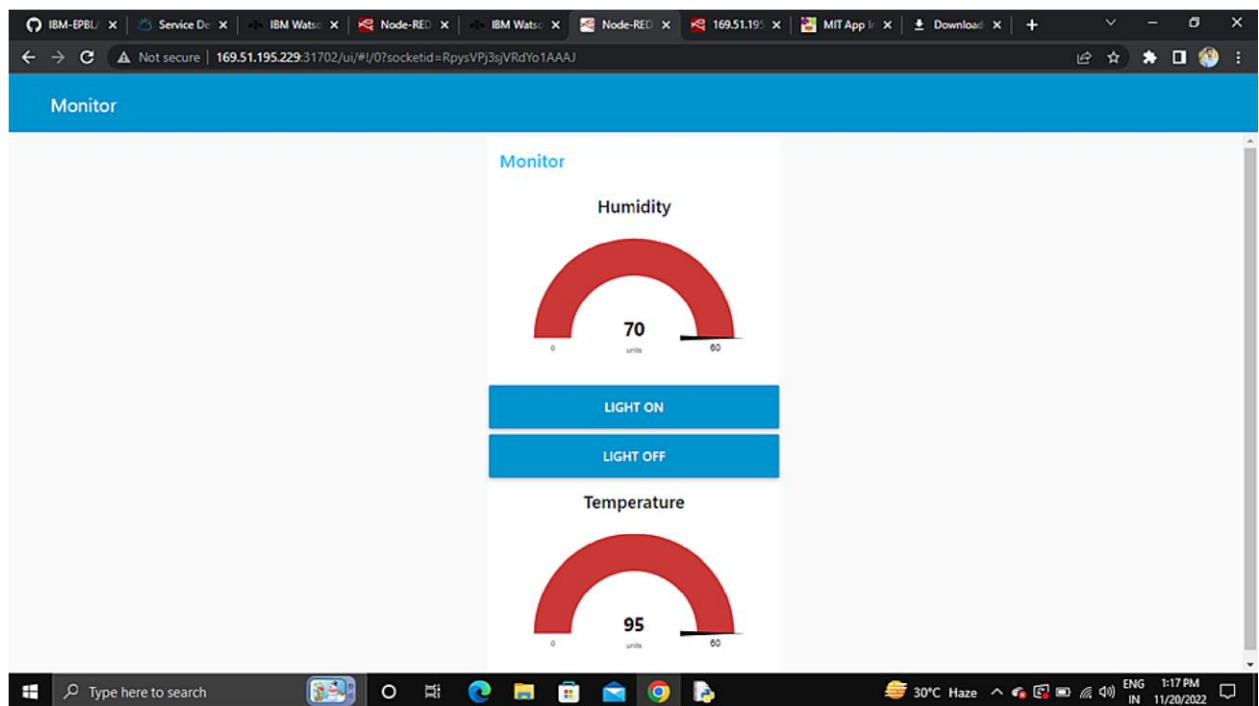 IBM-EPBL/ Service De IBM Watso Node-RED IBM Watso Node-RED 169.51.195 MIT App In Download
Not secure | 169.51.195.229:31702/ui/#!/0?socketid=RpysVPj3sjVRdYo1AAAJ
Monitor
Monitor
Humidity
70
0 units 60
LIGHT ON
LIGHT OFF
Temperature
95
0 units 60
Type here to search 30°C Haze ENG 1:17 PM
IN 11/20/2022